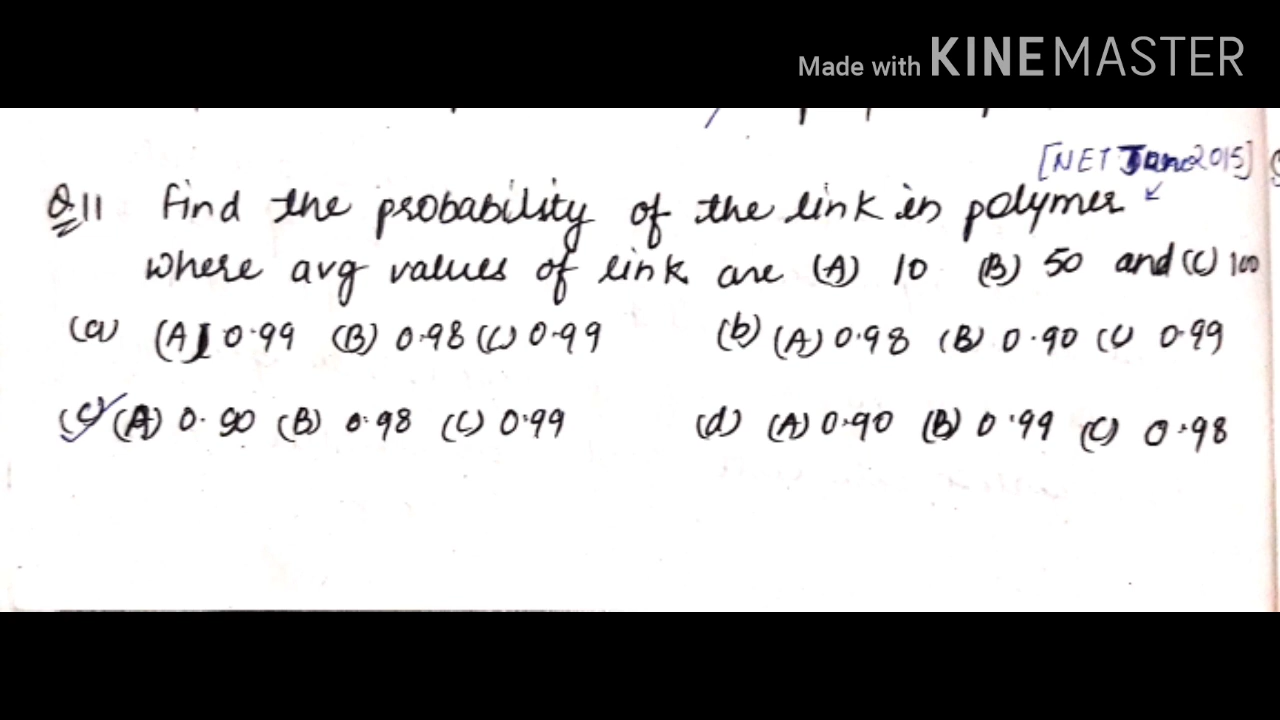 Made with KINEMASTER
[NET June 2015]
Q.11 Find the probability of the link in polymer
where avg values of link are (A) 10 (B) 50 and (C) 100
(a) (A) 0.99 (B) 0.98 (C) 0.99 (b) (A) 0.98 (B) 0.90 (C) 0.99
(c) (A) 0.90 (B) 0.98 (C) 0.99 (d) (A) 0.90 (B) 0.99 (C) 0.98